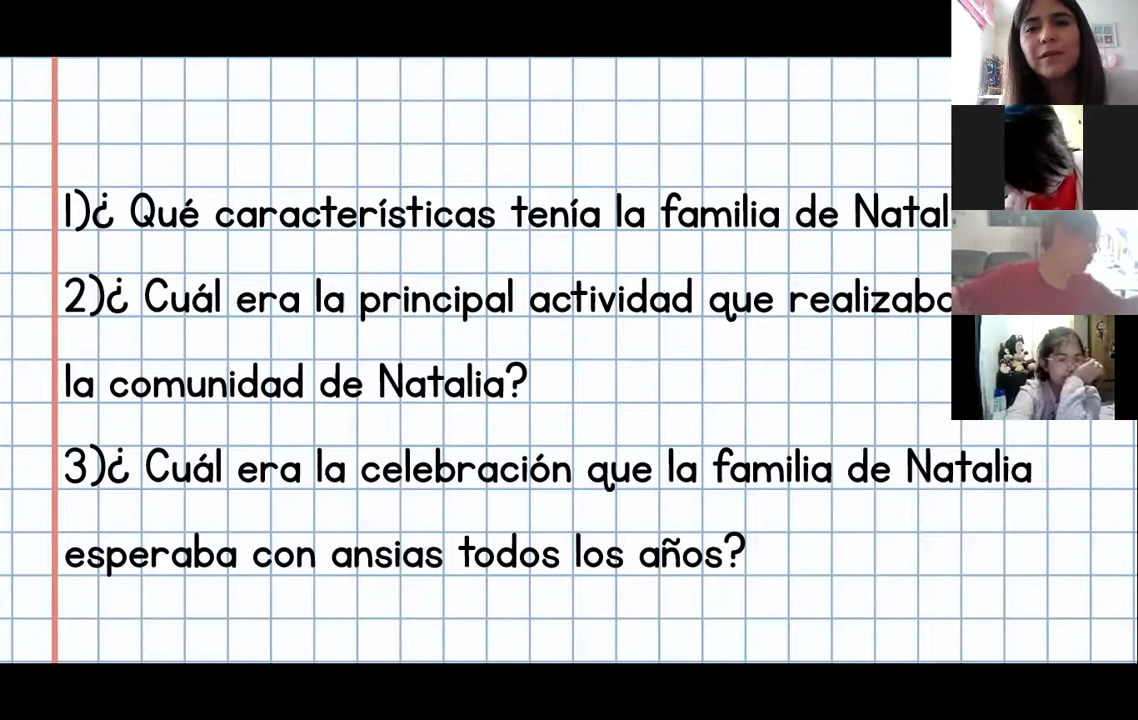 1)¿ Qué características tenía la familia de Natal
2)¿ Cuál era la principal actividad que realizaba
la comunidad de Natalia?
3)¿ Cuál era la celebración que la familia de Natalia
esperaba con ansias todos los años?